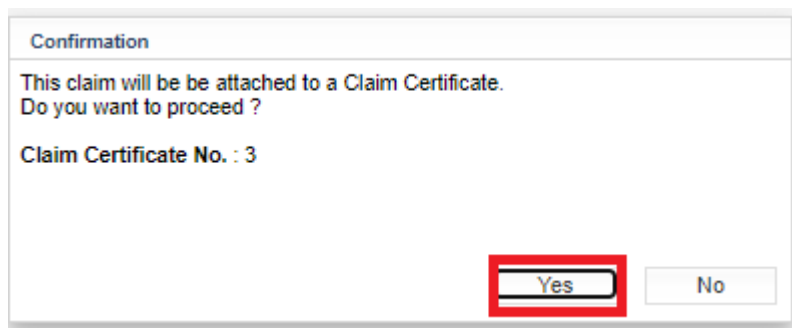 Confirmation
This claim will be be attached to a Claim Certificate.
Do you want to proceed ?
Claim Certificate No. : 3
Yes No